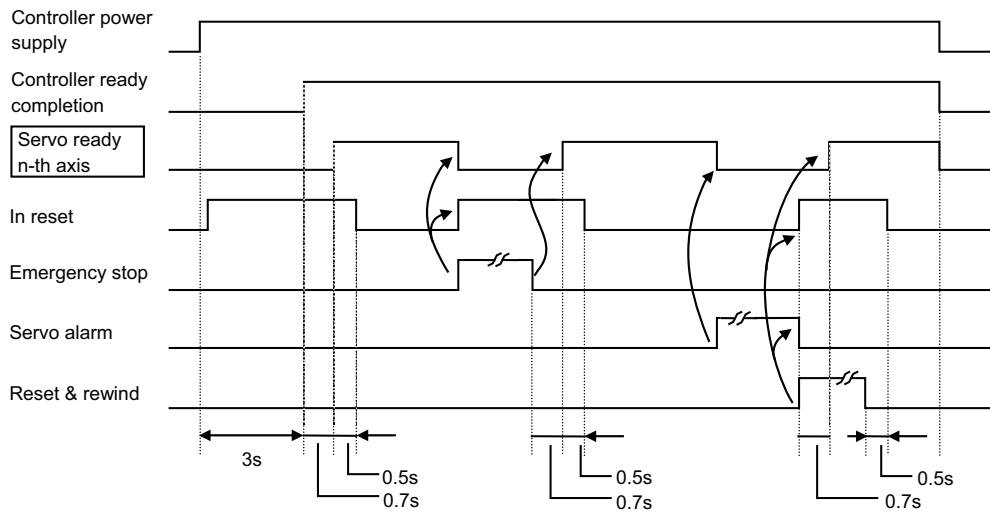 Controller power
supply
Controller ready
completion
Servo ready
n-th axis
In reset
Emergency stop
Servo alarm
Reset & rewind
3s
0.5s
0.7s
0.5s
0.7s
0.5s
0.7s